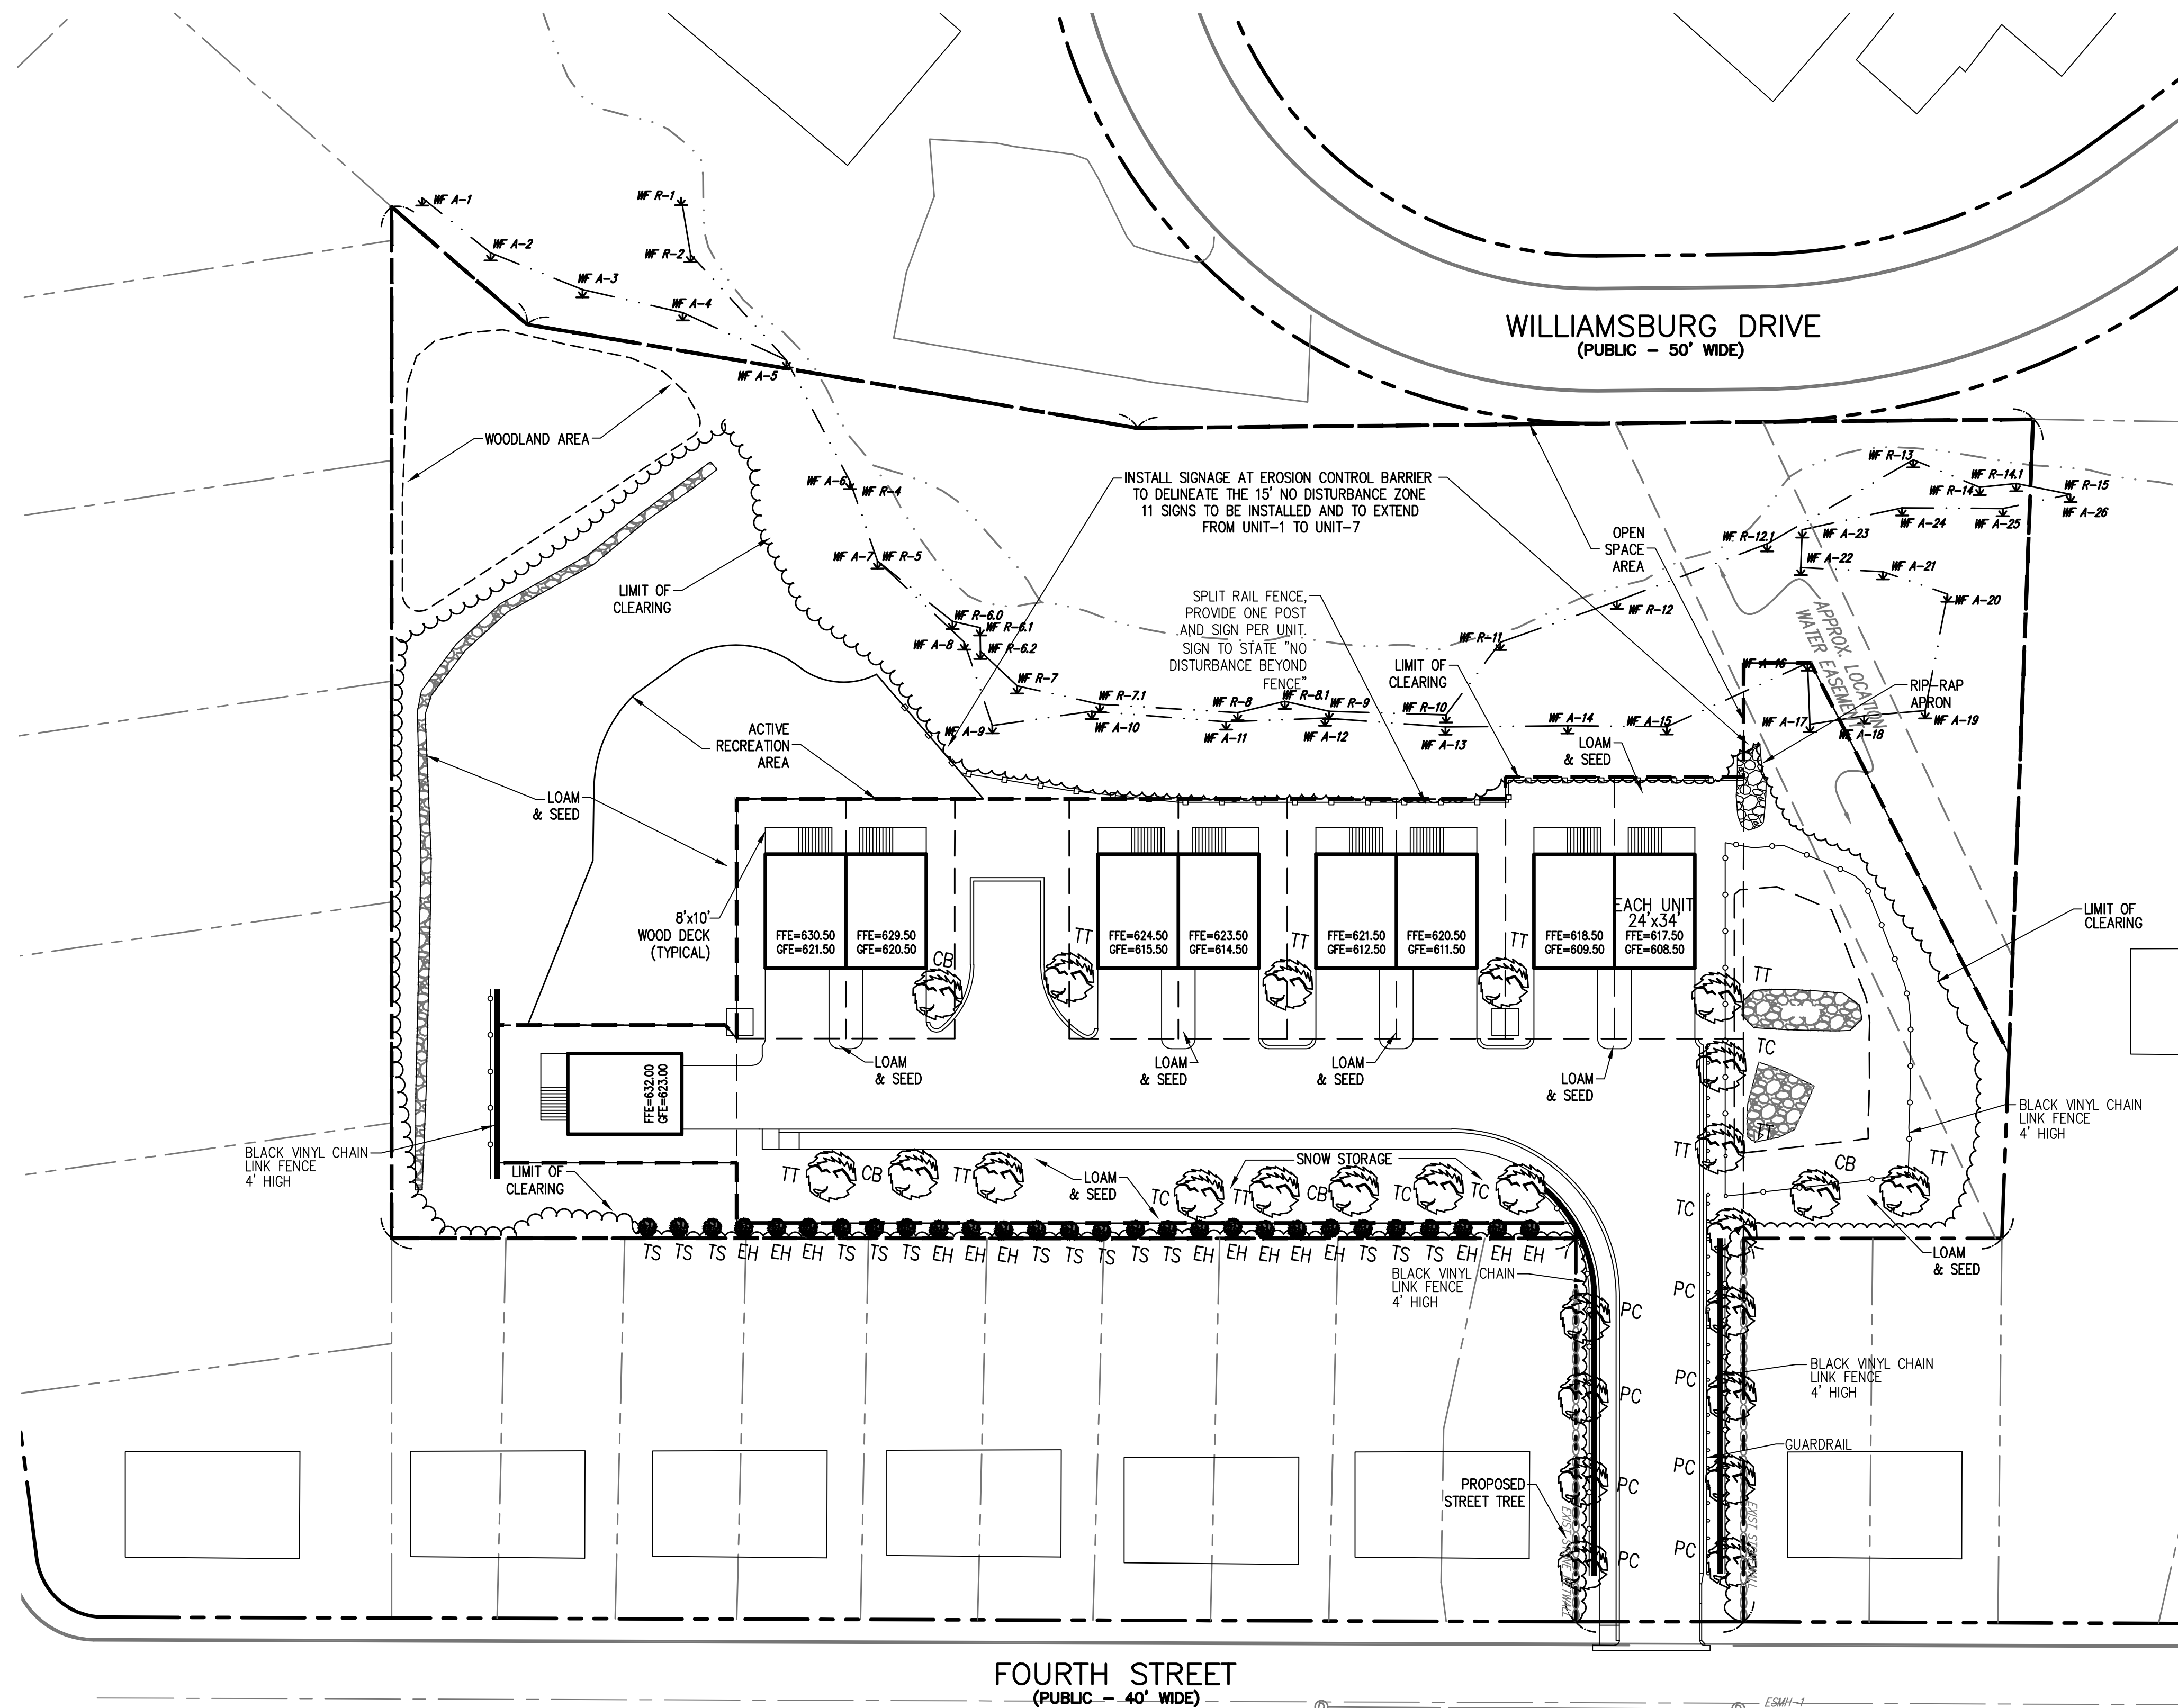 WF A-1
WF R-1
WF A-2
WF R-2
WF A-3
WF A-4
WF A-5
WILLIAMSBURG DRIVE
(PUBLIC - 50' WIDE)
WOODLAND AREA
WF A-6
WF R-4
INSTALL SIGNAGE AT EROSION CONTROL BARRIER
TO DELINEATE THE 15' NO DISTURBANCE ZONE
11 SIGNS TO BE INSTALLED AND TO EXTEND
FROM UNIT-1 TO UNIT-7
WF R-13
WF R-14.1
WF R-14
WF R-15
WF A-26
WF A-24
WF A-25
OPEN
SPACE
AREA
WF R-12.1
WF A-23
WF A-22
WF A-21
WF A-20
WF A-7
WF R-5
LIMIT OF
CLEARING
SPLIT RAIL FENCE,
PROVIDE ONE POST
AND SIGN PER UNIT.
SIGN TO STATE "NO
DISTURBANCE BEYOND
FENCE"
WF R-12
APPROX. LOCATION
WATER EASEMENT
WF R-6.0
WF R-6.1
WF A-8
WF R-6.2
WF R-11
LIMIT OF
CLEARING
WF A-16
WF R-7
RIP-RAP
APRON
WF R-7.1
WF R-8
WF R-8.1
WF R-9
WF R-10
WF A-9
WF A-10
WF A-11
WF A-12
WF A-13
WF A-14
WF A-15
WF A-17
WF A-18
WF A-19
ACTIVE
RECREATION
AREA
LOAM
& SEED
LOAM
& SEED
8'x10'
WOOD DECK
(TYPICAL)
EACH UNIT
24'x34'
FFE=630.50
GFE=621.50
FFE=629.50
GFE=620.50
FFE=624.50
GFE=615.50
FFE=623.50
GFE=614.50
FFE=621.50
GFE=612.50
FFE=620.50
GFE=611.50
FFE=618.50
GFE=609.50
FFE=617.50
GFE=608.50
LIMIT OF
CLEARING
CB
TT
TT
TT
TT
TC
FFE=632.00
GFE=623.00
LOAM
& SEED
LOAM
& SEED
LOAM
& SEED
LOAM
& SEED
BLACK VINYL CHAIN
LINK FENCE
4' HIGH
BLACK VINYL CHAIN
LINK FENCE
4' HIGH
LIMIT OF
CLEARING
TT
CB
TT
LOAM
& SEED
SNOW STORAGE
TC
TT
CB
TC
TC
TT
TT
TC
CB
TT
LOAM
& SEED
TS TS TS EH EH EH TS TS TS EH EH EH TS TS TS TS TS EH EH EH EH EH TS TS TS EH EH EH
BLACK VINYL CHAIN
LINK FENCE
4' HIGH
PC
PC
PC
PC
BLACK VINYL CHAIN
LINK FENCE
4' HIGH
GUARDRAIL
PC
PC
PROPOSED
STREET TREE
PC
PC
FOURTH STREET
(PUBLIC - 40' WIDE)
ESMH-1